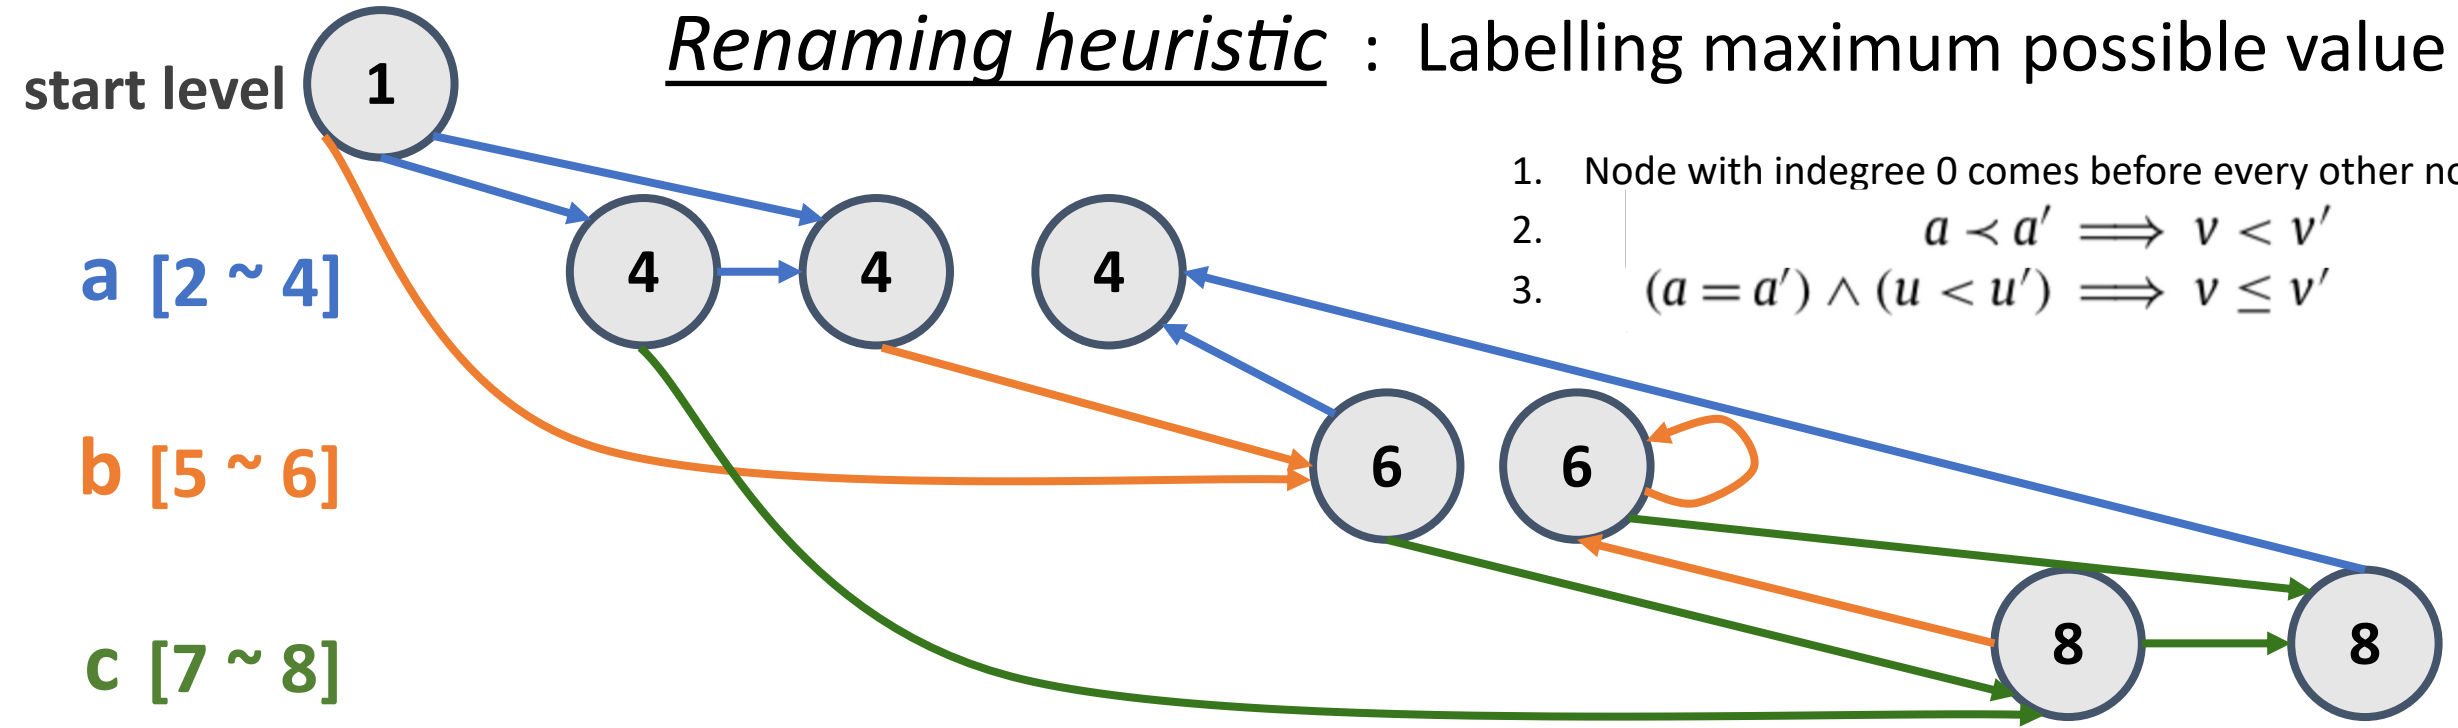 Renaming heuristic : Labelling maximum possible value
start level 1
1. Node with indegree 0 comes before every other
2. a ≺ a′ ⟹ v < v′
3. (a = a′) ∧ (u < u′) ⟹ v ≤ v′
a [2 ~ 4] 4 4 4
b [5 ~ 6] 6 6
c [7 ~ 8] 8 8